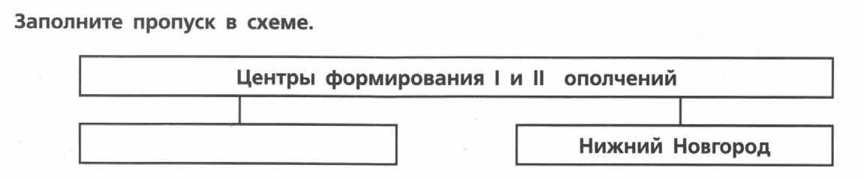 Заполните пропуск в схеме.
Центры формирования I и II ополчений
Нижний Новгород